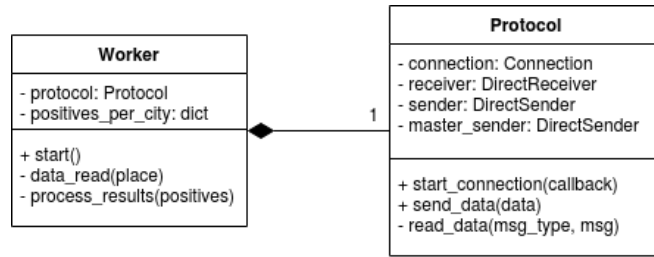 Worker
- protocol: Protocol
- positives_per_city: dict
+ start()
- data_read(place)
- process_results(positives)
1
Protocol
- connection: Connection
- receiver: DirectReceiver
- sender: DirectSender
- master_sender: DirectSender
+ start_connection(callback)
+ send_data(data)
- read_data(msg_type, msg)